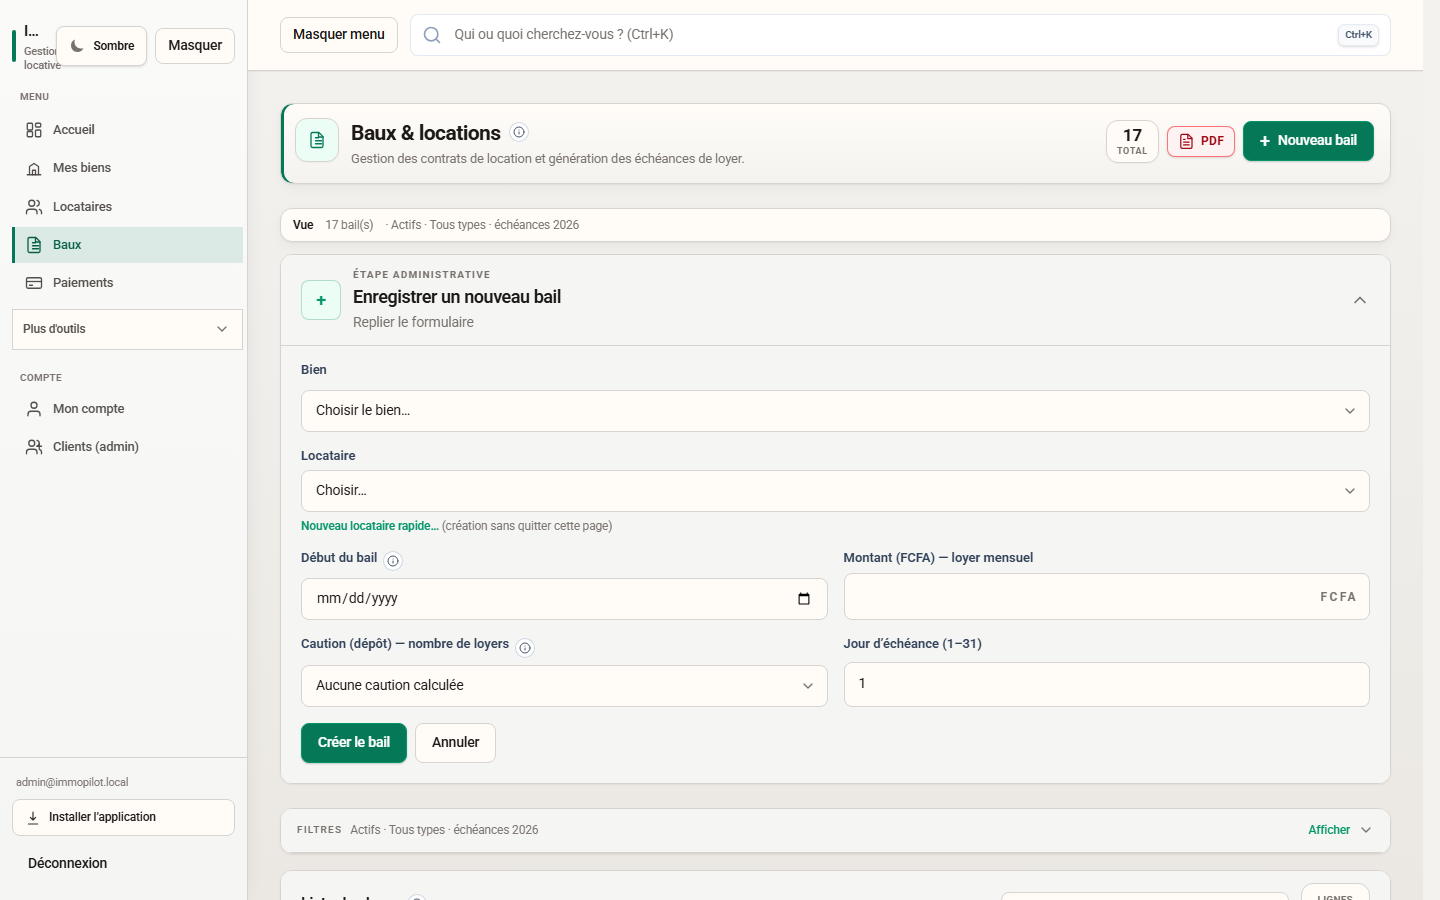 I...
Gestion
locative
Sombre
Masquer
MENU
Accueil
Mes biens
Locataires
Baux
Paiements
Plus d'outils
COMPTE
Mon compte
Clients (admin)
admin@immopilot.local
Installer l'application
Déconnexion
Masquer menu
Qui ou quoi cherchez-vous ? (Ctrl+K)
Ctrl+K
Baux & locations
Gestion des contrats de location et génération des échéances de loyer.
17
TOTAL
PDF
+ Nouveau bail
Vue 17 bail(s) · Actifs · Tous types · échéances 2026
ÉTAPE ADMINISTRATIVE
+ Enregistrer un nouveau bail
Replier le formulaire
Bien
Choisir le bien...
Locataire
Choisir...
Nouveau locataire rapide... (création sans quitter cette page)
Début du bail
mm/dd/yyyy
Montant (FCFA) — loyer mensuel
FCFA
Caution (dépôt) — nombre de loyers
Aucune caution calculée
Jour d'échéance (1–31)
1
Créer le bail
Annuler
FILTRES Actifs · Tous types · échéances 2026
Afficher